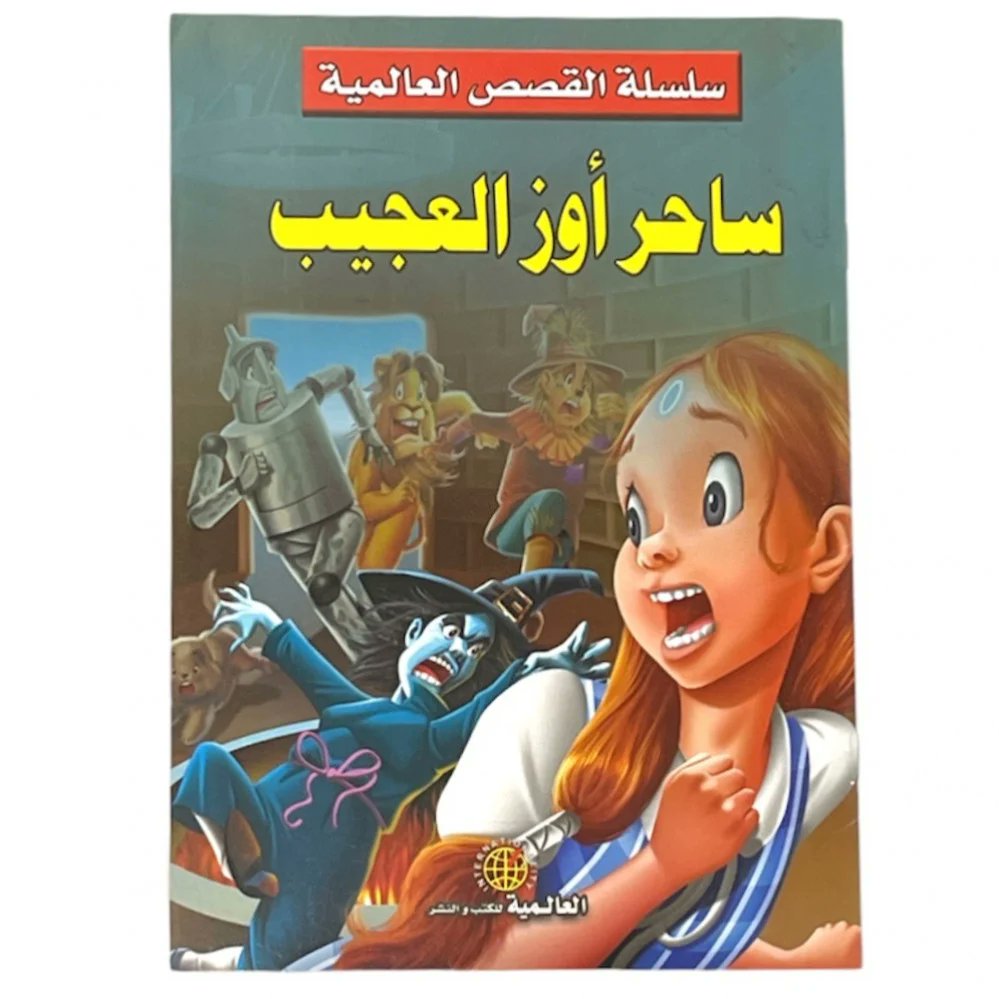 سلسلة القصص العالمية
ساحر أوز العجيب
العالمية للكتب و النشر